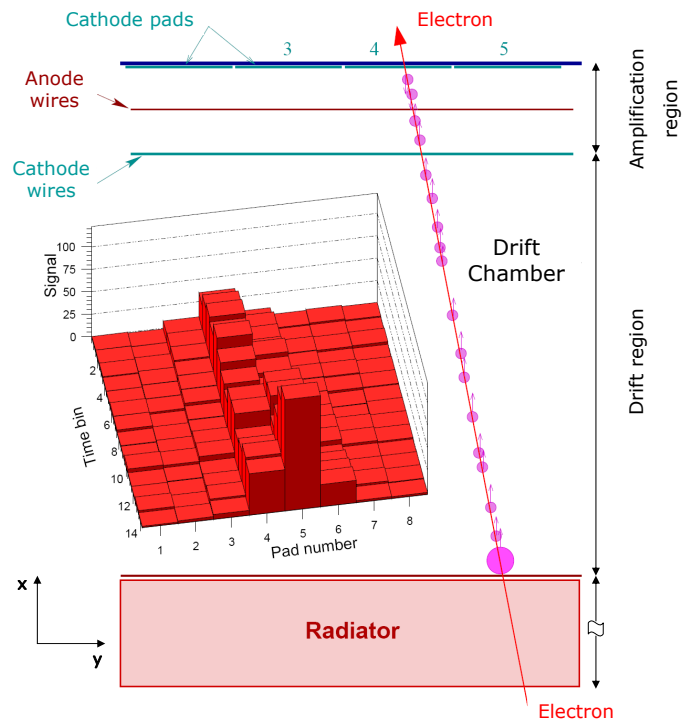 Electron
Cathode pads
3
4
5
Anode
wires
Cathode
wires
Amplification
region
Drift
Chamber
Drift region
Signal
100
75
50
25
0
Time bin
2
4
6
8
10
12
14
1
2
3
4
5
6
7
8
Pad number
x
y
Radiator
Electron